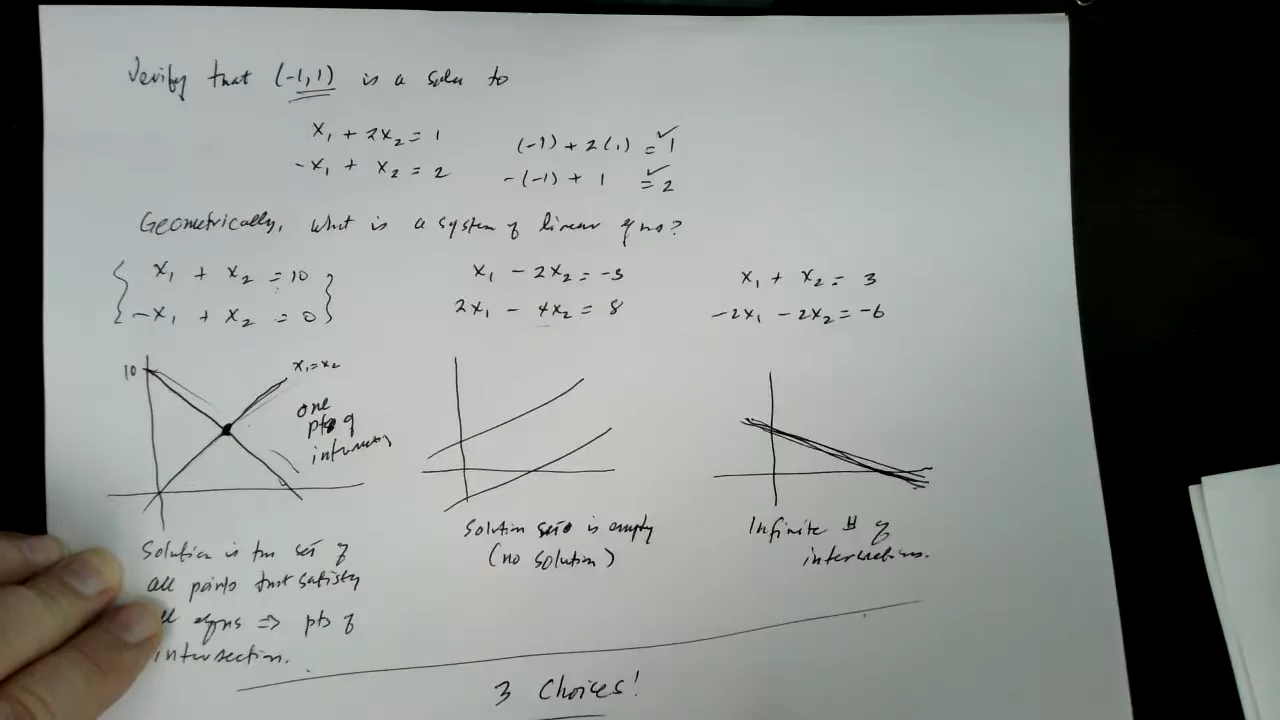 Verify that (-1,1) is a soln to
x₁ + 2x₂ = 1
(-1) + 2(1) = 1 ✓
-x₁ + x₂ = 2
-(-1) + 1 = 2 ✓
Geometrically, what is a system of linear eqns?
x₁ + x₂ = 10
-x₁ + x₂ = 0
x₁ - 2x₂ = -3
2x₁ - 4x₂ = 8
x₁ + x₂ = 3
-2x₁ - 2x₂ = -6
10
x₁=x₂
one
pt of
intersection
Solution is the set of
all points that satisfy
all eqns => pts of
intersection.
Solution set is empty
(no solution)
Infinite # of
intersections.
3 Choices!